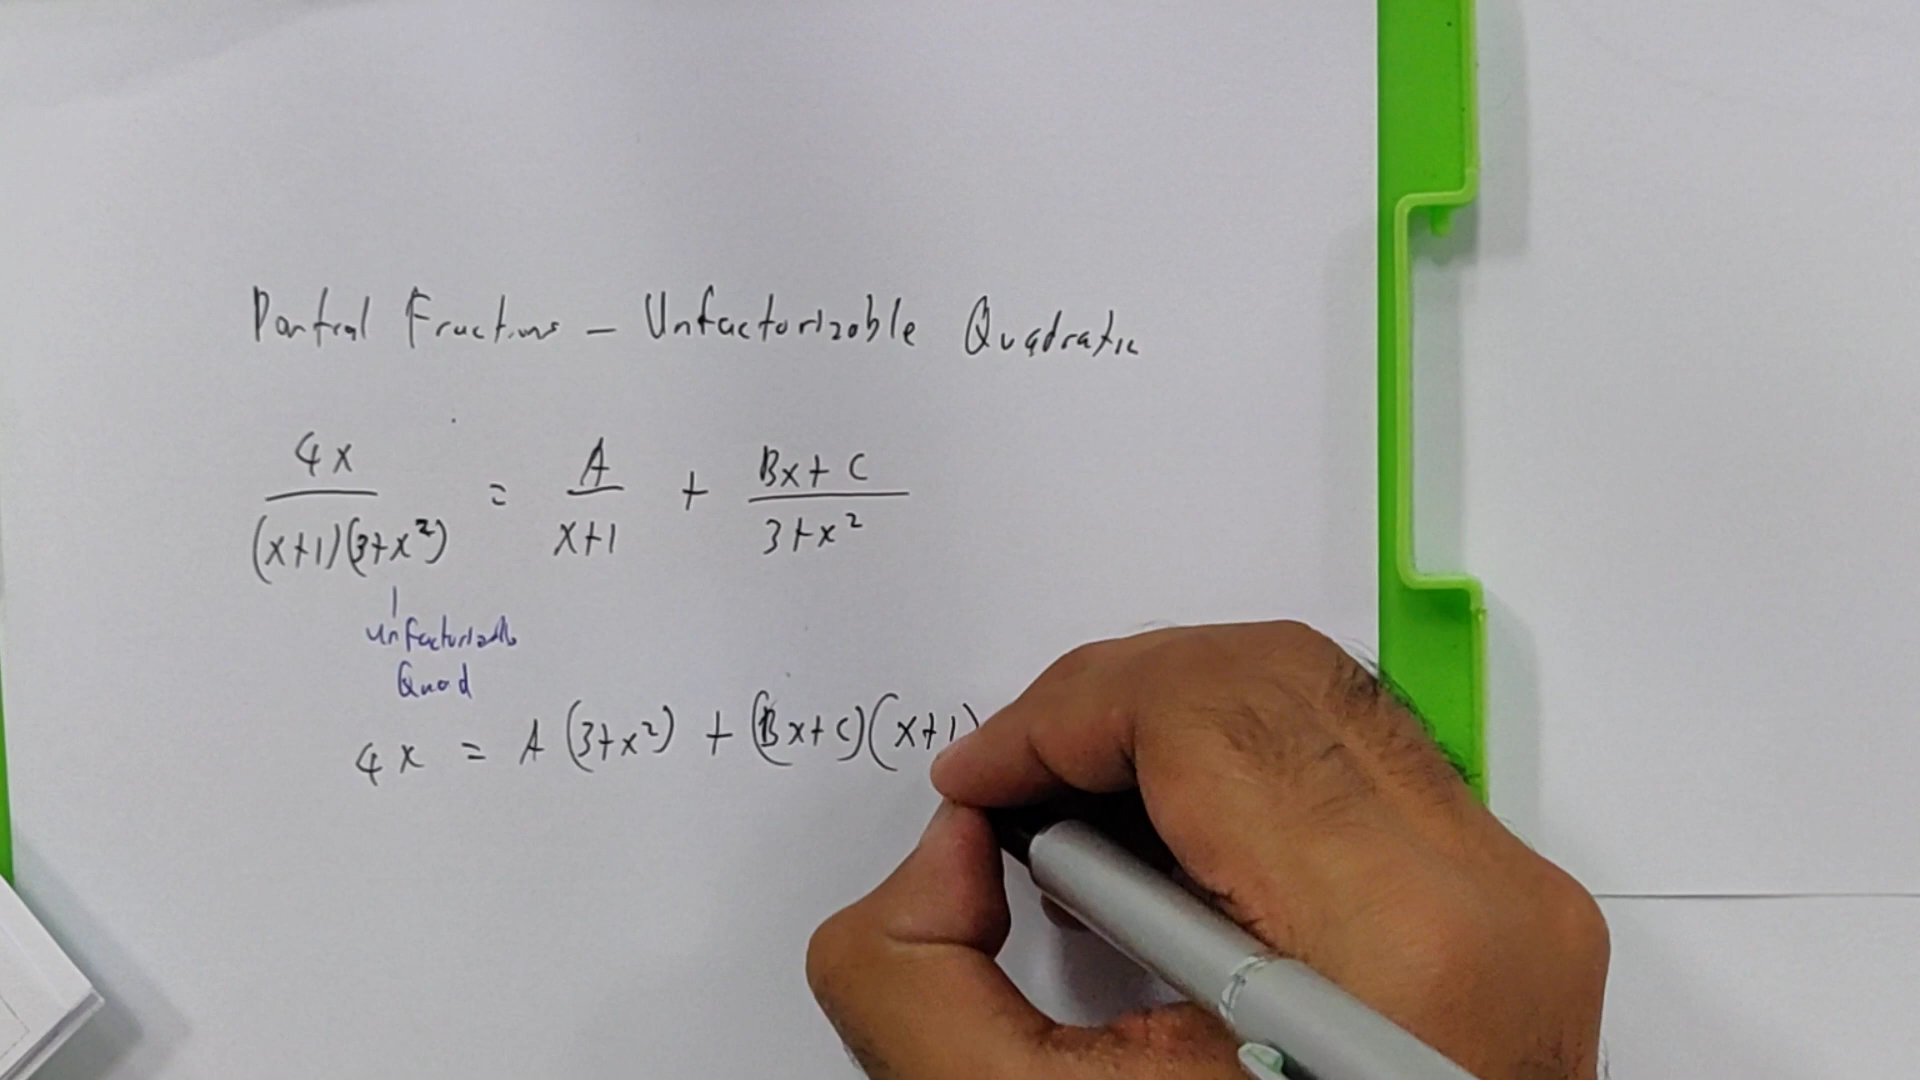 Partial Fractions – Unfactorizable Quadratic
4x / (x+1)(3+x²) = A / x+1 + Bx+C / 3+x²
Unfactorizable
Quad
4x = A (3+x²) + (Bx+C)(x+1)